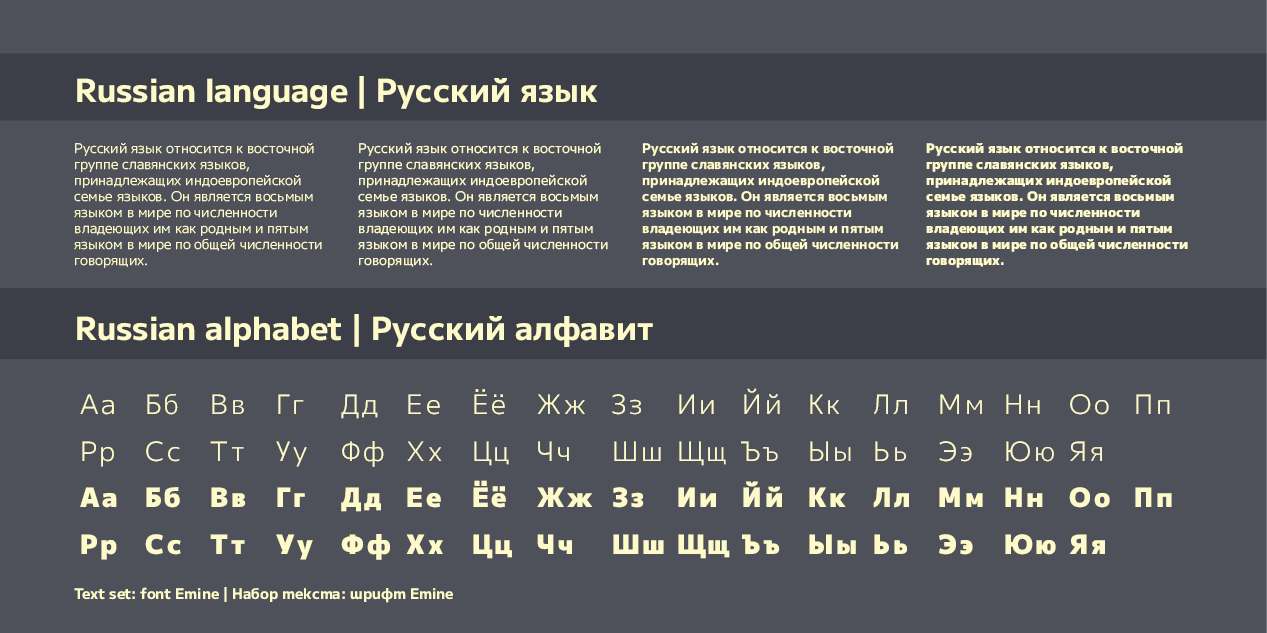 Russian language | Русский язык
Русский язык относится к восточной
группе славянских языков,
принадлежащих индоевропейской
семье языков. Он является восьмым
языком в мире по численности
владеющих им как родным и пятым
языком в мире по общей численности
говорящих.
Русский язык относится к восточной
группе славянских языков,
принадлежащих индоевропейской
семье языков. Он является восьмым
языком в мире по численности
владеющих им как родным и пятым
языком в мире по общей численности
говорящих.
Русский язык относится к восточной
группе славянских языков,
принадлежащих индоевропейской
семье языков. Он является восьмым
языком в мире по численности
владеющих им как родным и пятым
языком в мире по общей численности
говорящих.
Русский язык относится к восточной
группе славянских языков,
принадлежащих индоевропейской
семье языков. Он является восьмым
языком в мире по численности
владеющих им как родным и пятым
языком в мире по общей численности
говорящих.
Russian alphabet | Русский алфавит
Аа Бб Вв Гг Дд Ее Ёё Жж Зз Ии Йй Кк Лл Мм Нн Оо Пп
Рр Сс Тт Уу Фф Хх Цц Чч Шш Щщ Ъъ Ыы Ьь Ээ Юю Яя
Аа Бб Вв Гг Дд Ее Ёё Жж Зз Ии Йй Кк Лл Мм Нн Оо Пп
Рр Сс Тт Уу Фф Хх Цц Чч Шш Щщ Ъъ Ыы Ьь Ээ Юю Яя
Text set: font Emine | Набор текста: шрифт Emine